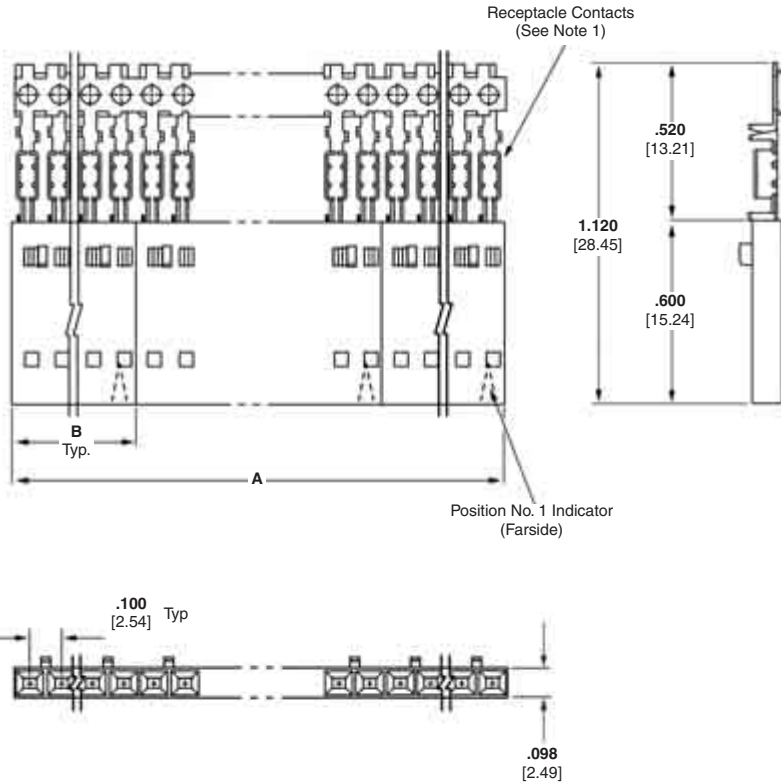 Receptacle Contacts
(See Note 1)
.520
[13.21]
1.120
[28.45]
.600
[15.24]
B
Typ.
A
Position No. 1 Indicator
(Farside)
.100
[2.54] Typ
.098
[2.49]